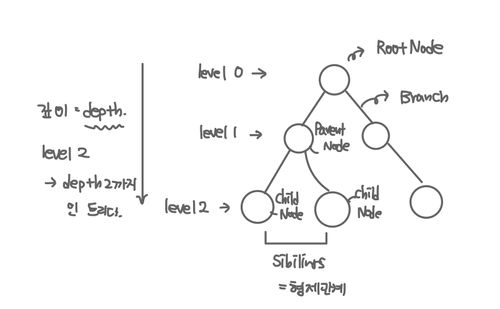 Root Node
level 0 →
Branch
깊이 = depth.
level 1 →
Parent
Node
level 2
→ depth 2까지
인 트리다.
level 2 →
Child
Node
child
Node
Sibilings
= 형제관계